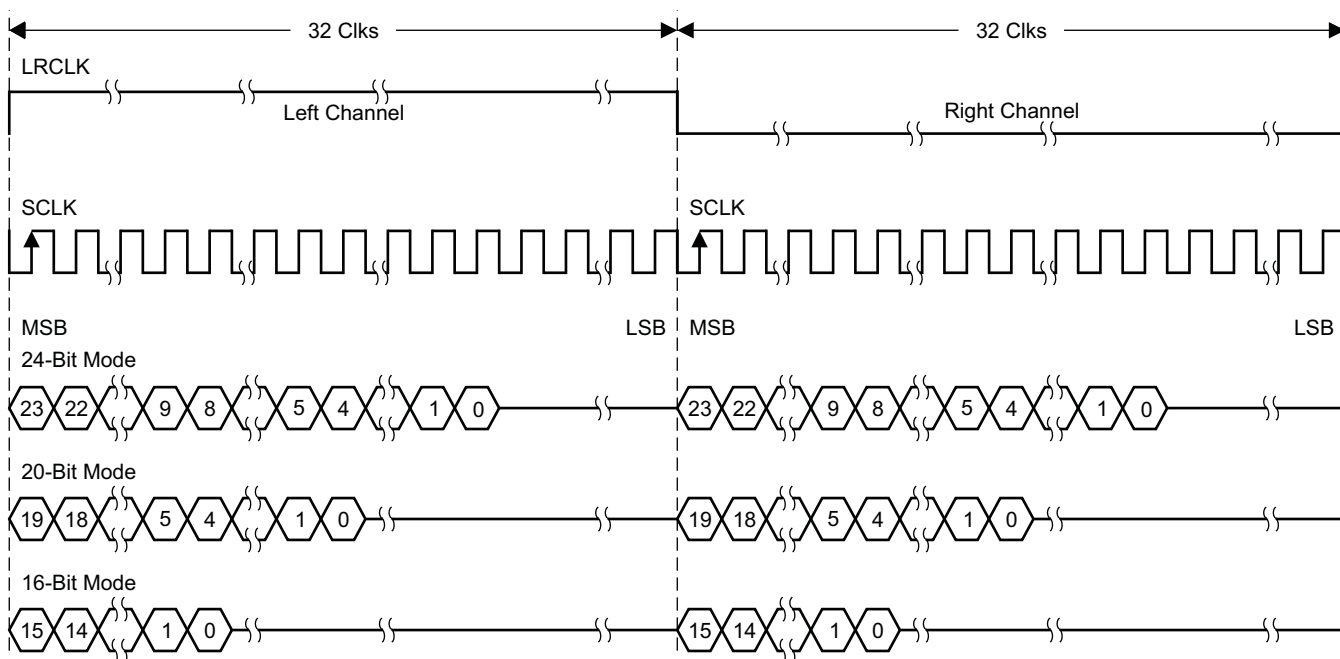 32 Clks 32 Clks
LRCLK
Left Channel Right Channel
SCLK SCLK
MSB LSB MSB LSB
24-Bit Mode
23 22 9 8 5 4 1 0 23 22 9 8 5 4 1 0
20-Bit Mode
19 18 5 4 1 0 19 18 5 4 1 0
16-Bit Mode
15 14 1 0 15 14 1 0